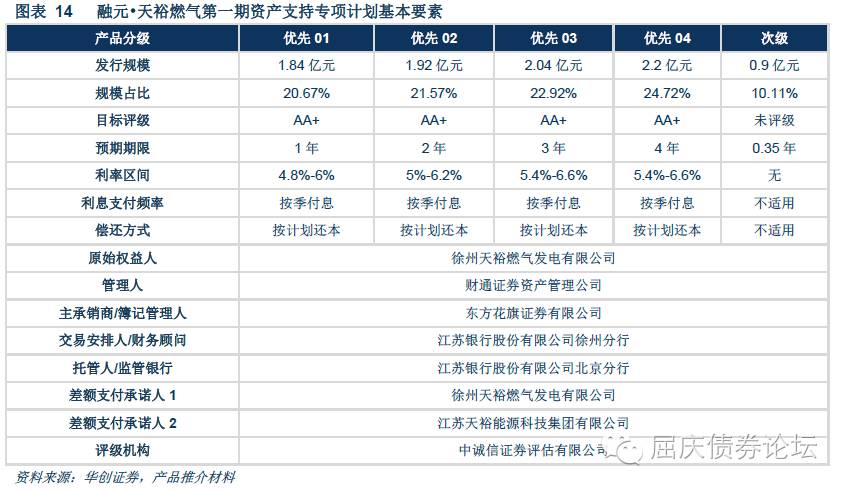 图表 14 融元•天裕燃气第一期资产支持专项计划基本要素
产品分级 优先 01 优先 02 优先 03 优先 04 次级
发行规模 1.84 亿元 1.92 亿元 2.04 亿元 2.2 亿元 0.9 亿元
规模占比 20.67% 21.57% 22.92% 24.72% 10.11%
目标评级 AA+ AA+ AA+ AA+ 未评级
预期期限 1 年 2 年 3 年 4 年 0.35 年
利率区间 4.8%-6% 5%-6.2% 5.4%-6.6% 5.4%-6.6% 无
利息支付频率 按季付息 按季付息 按季付息 按季付息 不适用
偿还方式 按计划还本 按计划还本 按计划还本 按计划还本 不适用
原始权益人 徐州天裕燃气发电有限公司
管理人 财通证券资产管理公司
主承销商/簿记管理人 东方花旗证券有限公司
交易安排人/财务顾问 江苏银行股份有限公司徐州分行
托管人/监管银行 江苏银行股份有限公司北京分行
差额支付承诺人 1 徐州天裕燃气发电有限公司
差额支付承诺人 2 江苏天裕能源科技集团有限公司
评级机构 中诚信证券评估有限公司
屈庆债券论坛
资料来源：华创证券，产品推介材料